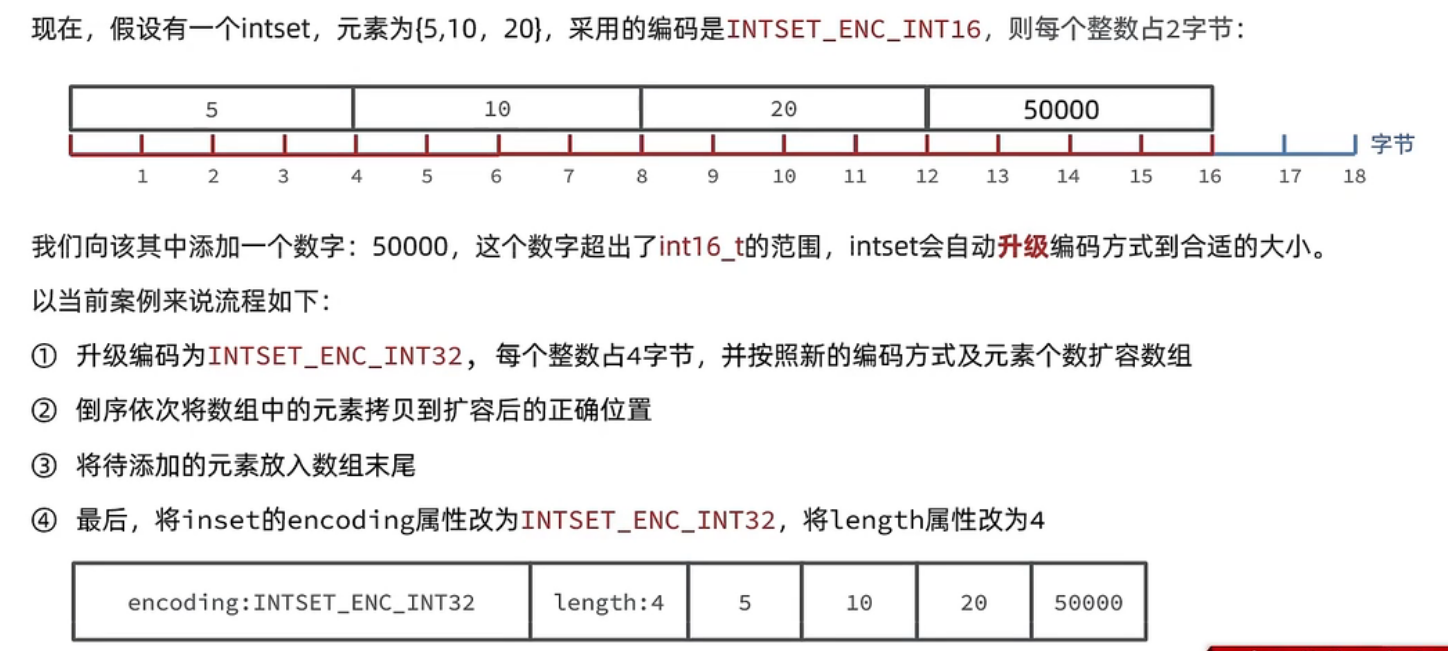 现在，假设有一个intset，元素为{5,10，20}，采用的编码是INTSET_ENC_INT16，则每个整数占2字节：
5 10 20 50000
字节
1 2 3 4 5 6 7 8 9 10 11 12 13 14 15 16 17 18
我们向该其中添加一个数字：50000，这个数字超出了int16_t的范围，intset会自动升级编码方式到合适的大小。
以当前案例来说流程如下：
① 升级编码为INTSET_ENC_INT32，每个整数占4字节，并按照新的编码方式及元素个数扩容数组
② 倒序依次将数组中的元素拷贝到扩容后的正确位置
③ 将待添加的元素放入数组末尾
④ 最后，将inset的encoding属性改为INTSET_ENC_INT32，将length属性改为4
encoding:INTSET_ENC_INT32 length:4 5 10 20 50000